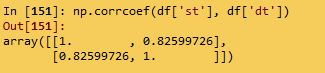 In [151]: np.corrcoef(df['st'], df['dt'])
Out[151]:
array([[1.        , 0.82599726],
       [0.82599726, 1.        ]])